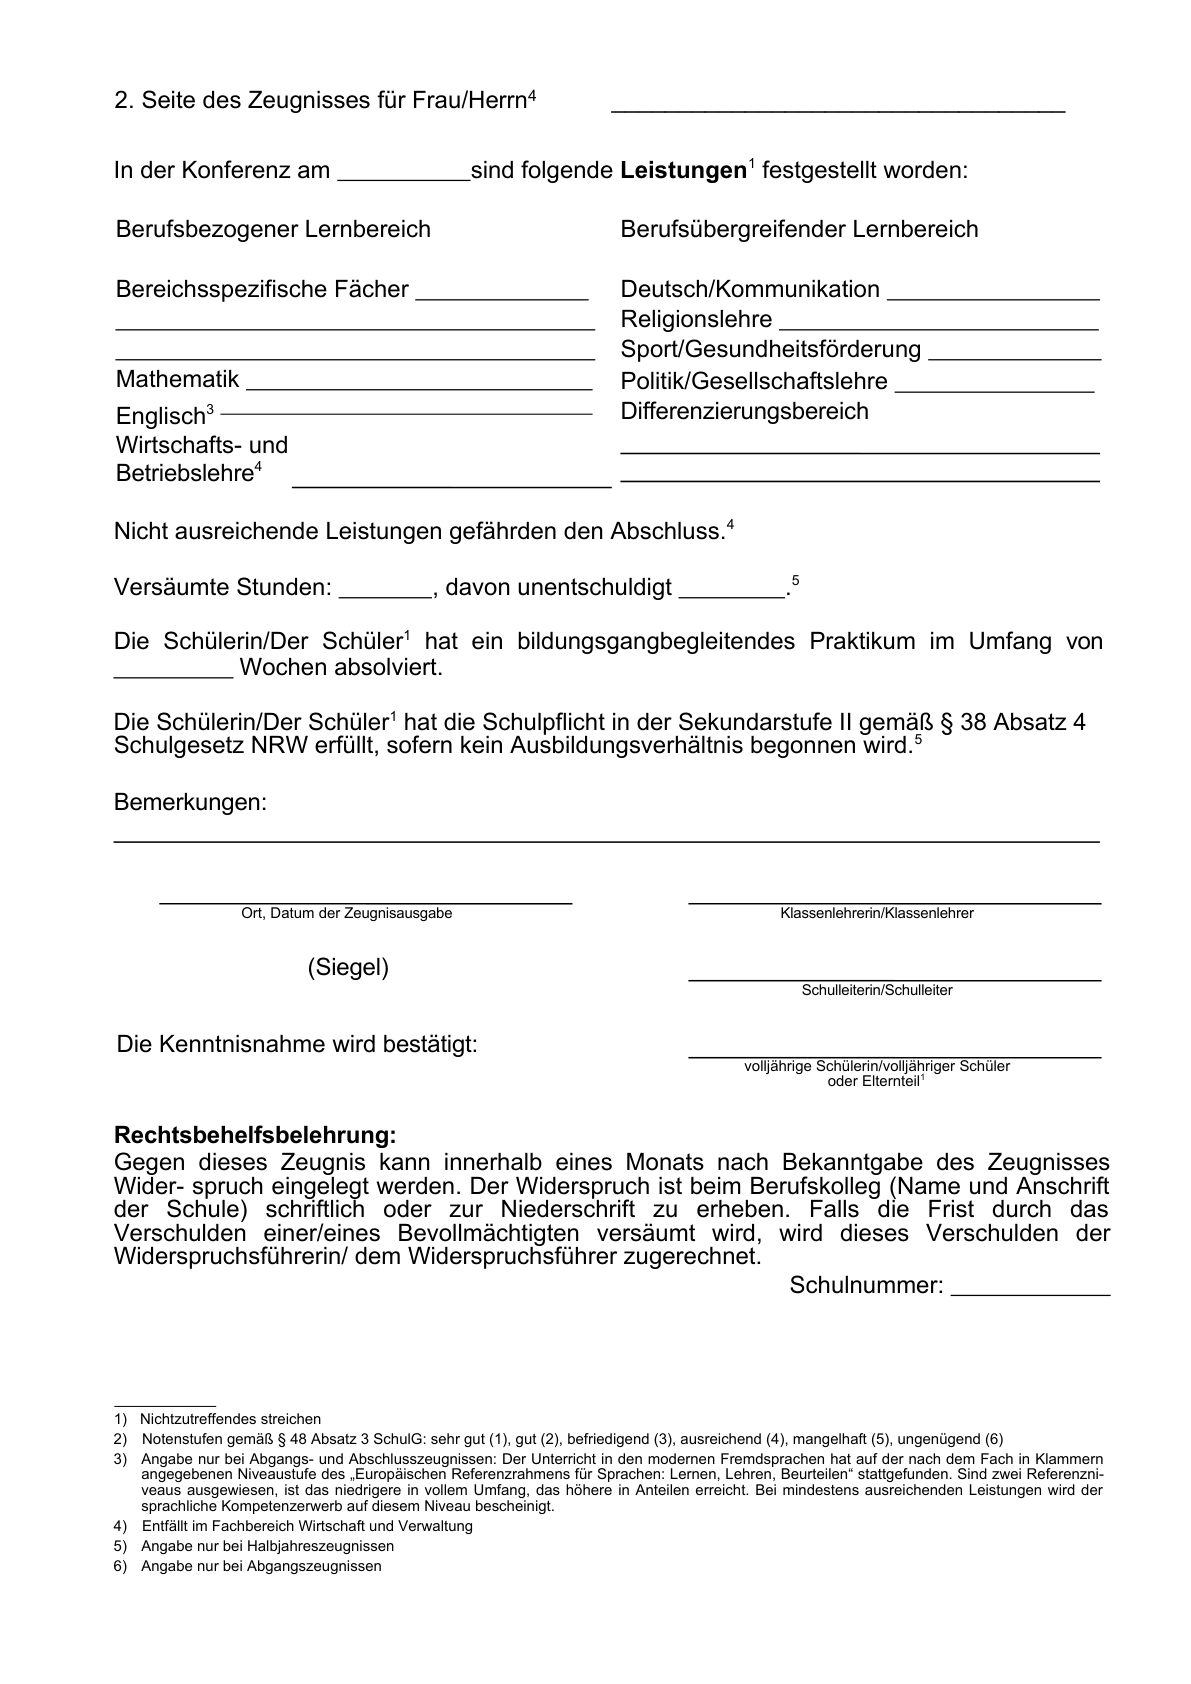 2. Seite des Zeugnisses für Frau/Herrn⁴ __________________________________
In der Konferenz am __________sind folgende Leistungen¹ festgestellt worden:
Berufsbezogener Lernbereich
Bereichsspezifische Fächer _____________
____________________________________
____________________________________
Mathematik __________________________
Englisch³ ____________________________
Wirtschafts- und
Betriebslehre⁴ ________________________
Berufsübergreifender Lernbereich
Deutsch/Kommunikation ________________
Religionslehre ________________________
Sport/Gesundheitsförderung _____________
Politik/Gesellschaftslehre _______________
Differenzierungsbereich
____________________________________
____________________________________
Nicht ausreichende Leistungen gefährden den Abschluss.⁴
Versäumte Stunden: _______, davon unentschuldigt ________.⁵
Die Schülerin/Der Schüler¹ hat ein bildungsgangbegleitendes Praktikum im Umfang von
_________ Wochen absolviert.
Die Schülerin/Der Schüler¹ hat die Schulpflicht in der Sekundarstufe II gemäß § 38 Absatz 4
Schulgesetz NRW erfüllt, sofern kein Ausbildungsverhältnis begonnen wird.⁵
Bemerkungen:
Ort, Datum der Zeugnisausgabe
Klassenlehrerin/Klassenlehrer
(Siegel)
Schulleiterin/Schulleiter
Die Kenntnisnahme wird bestätigt:
volljährige Schülerin/volljähriger Schüler
oder Elternteil¹
Rechtsbehelfsbelehrung:
Gegen dieses Zeugnis kann innerhalb eines Monats nach Bekanntgabe des Zeugnisses
Wider- spruch eingelegt werden. Der Widerspruch ist beim Berufskolleg (Name und Anschrift
der Schule) schriftlich oder zur Niederschrift zu erheben. Falls die Frist durch das
Verschulden einer/eines Bevollmächtigten versäumt wird, wird dieses Verschulden der
Widerspruchsführerin/ dem Widerspruchsführer zugerechnet.
Schulnummer: ____________
1) Nichtzutreffendes streichen
2) Notenstufen gemäß § 48 Absatz 3 SchulG: sehr gut (1), gut (2), befriedigend (3), ausreichend (4), mangelhaft (5), ungenügend (6)
3) Angabe nur bei Abgangs- und Abschlusszeugnissen: Der Unterricht in den modernen Fremdsprachen hat auf der nach dem Fach in Klammern
angegebenen Niveaustufe des „Europäischen Referenzrahmens für Sprachen: Lernen, Lehren, Beurteilen“ stattgefunden. Sind zwei Referenzni-
veaus ausgewiesen, ist das niedrigere in vollem Umfang, das höhere in Anteilen erreicht. Bei mindestens ausreichenden Leistungen wird der
sprachliche Kompetenzerwerb auf diesem Niveau bescheinigt.
4) Entfällt im Fachbereich Wirtschaft und Verwaltung
5) Angabe nur bei Halbjahreszeugnissen
6) Angabe nur bei Abgangszeugnissen